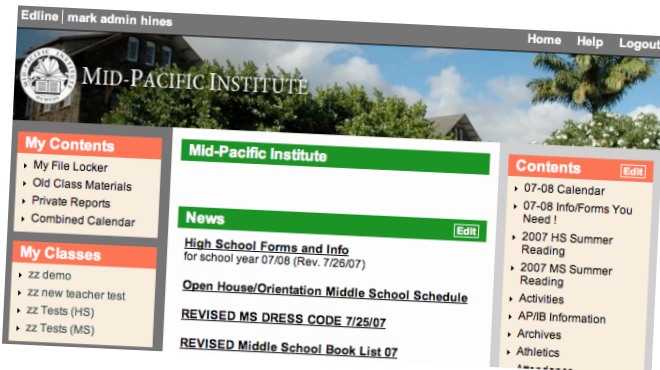 Edline | mark admin hines
Home Help Logout
MID-PACIFIC INSTITUTE
MID-PACIFIC INSTITUTE
My Contents
My File Locker
Old Class Materials
Private Reports
Combined Calendar
My Classes
zz demo
zz new teacher test
zz Tests (HS)
zz Tests (MS)
Mid-Pacific Institute
News Edit
High School Forms and Info
for school year 07/08 (Rev. 7/26/07)
Open House/Orientation Middle School Schedule
REVISED MS DRESS CODE 7/25/07
REVISED Middle School Book List 07
Contents Edit
07-08 Calendar
07-08 Info/Forms You
Need !
2007 HS Summer
Reading
2007 MS Summer
Reading
Activities
AP/IB Information
Archives
Athletics